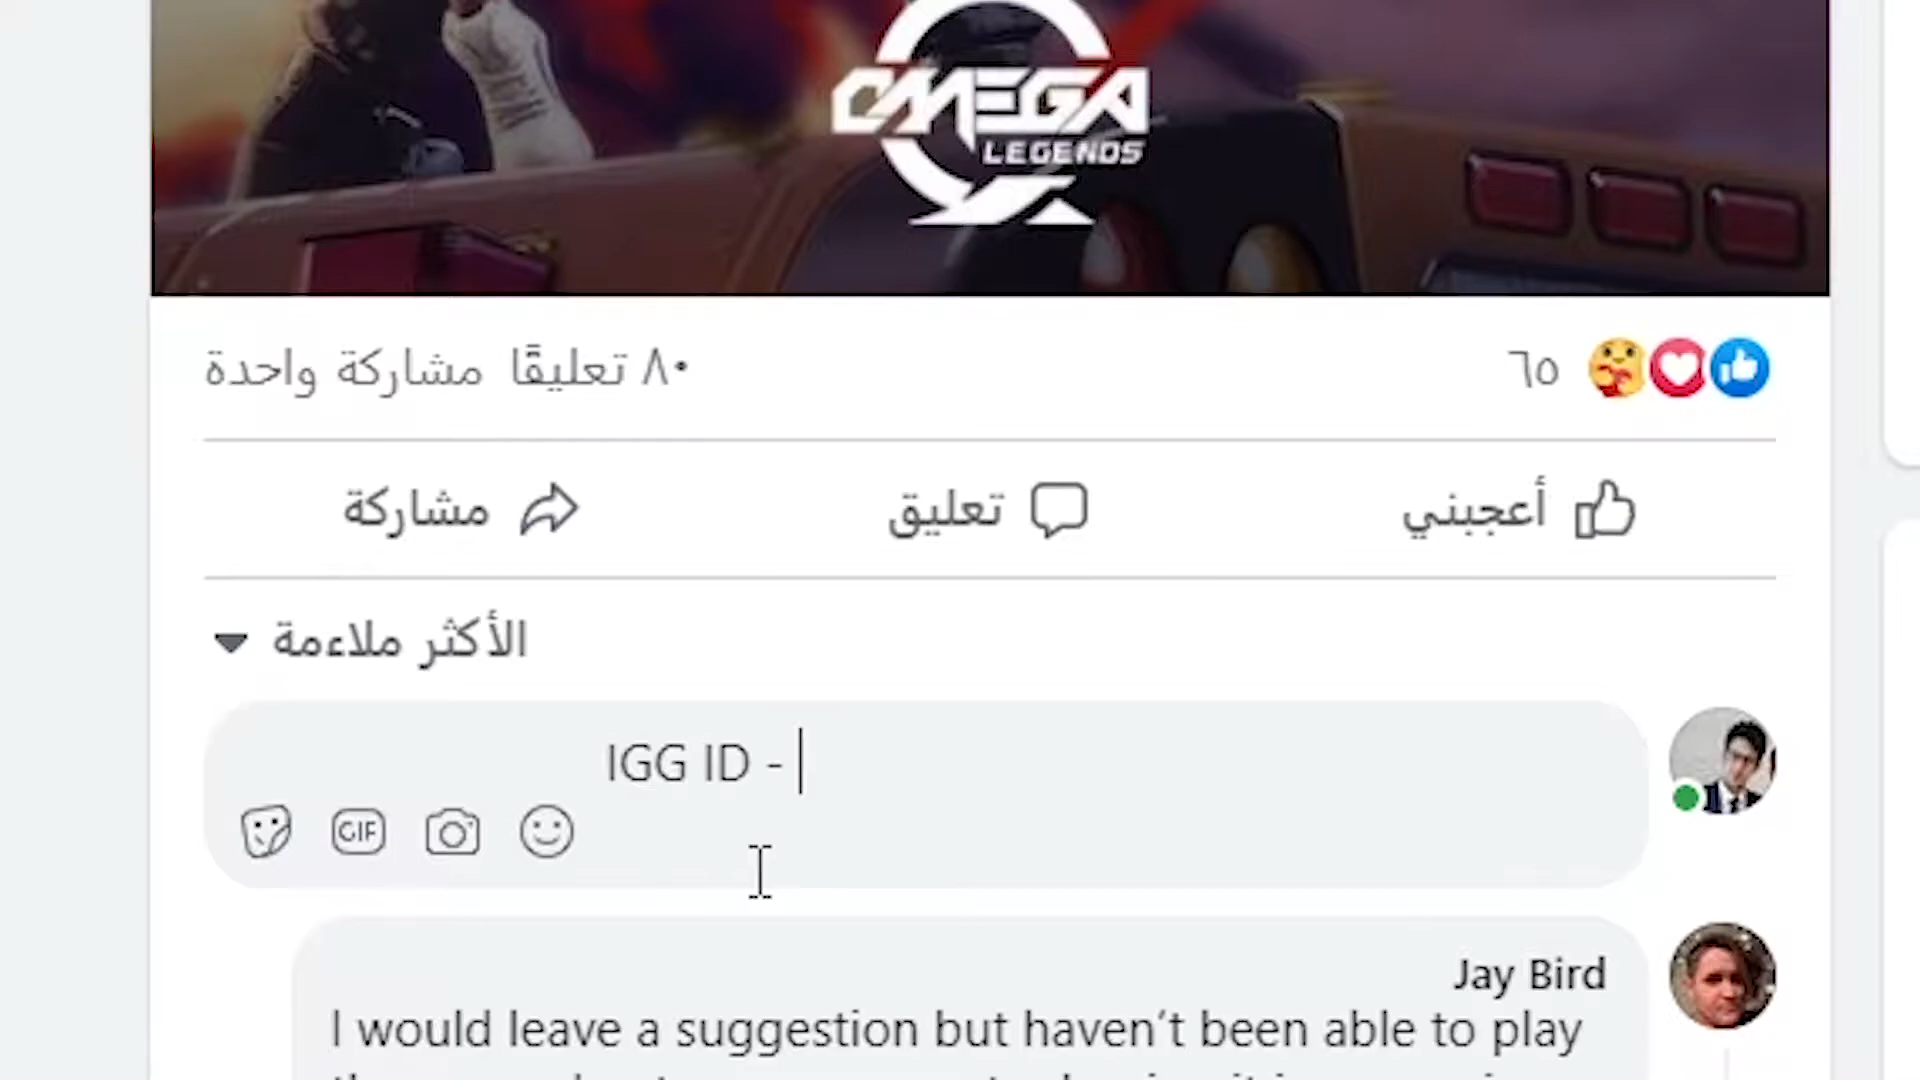 OMEGA
LEGENDS
٦٥
٨٠ تعليقًا مشاركة واحدة
أعجبني
تعليق
مشاركة
الأكثر ملاءمة
IGG ID -
GIF
Jay Bird
I would leave a suggestion but haven't been able to play